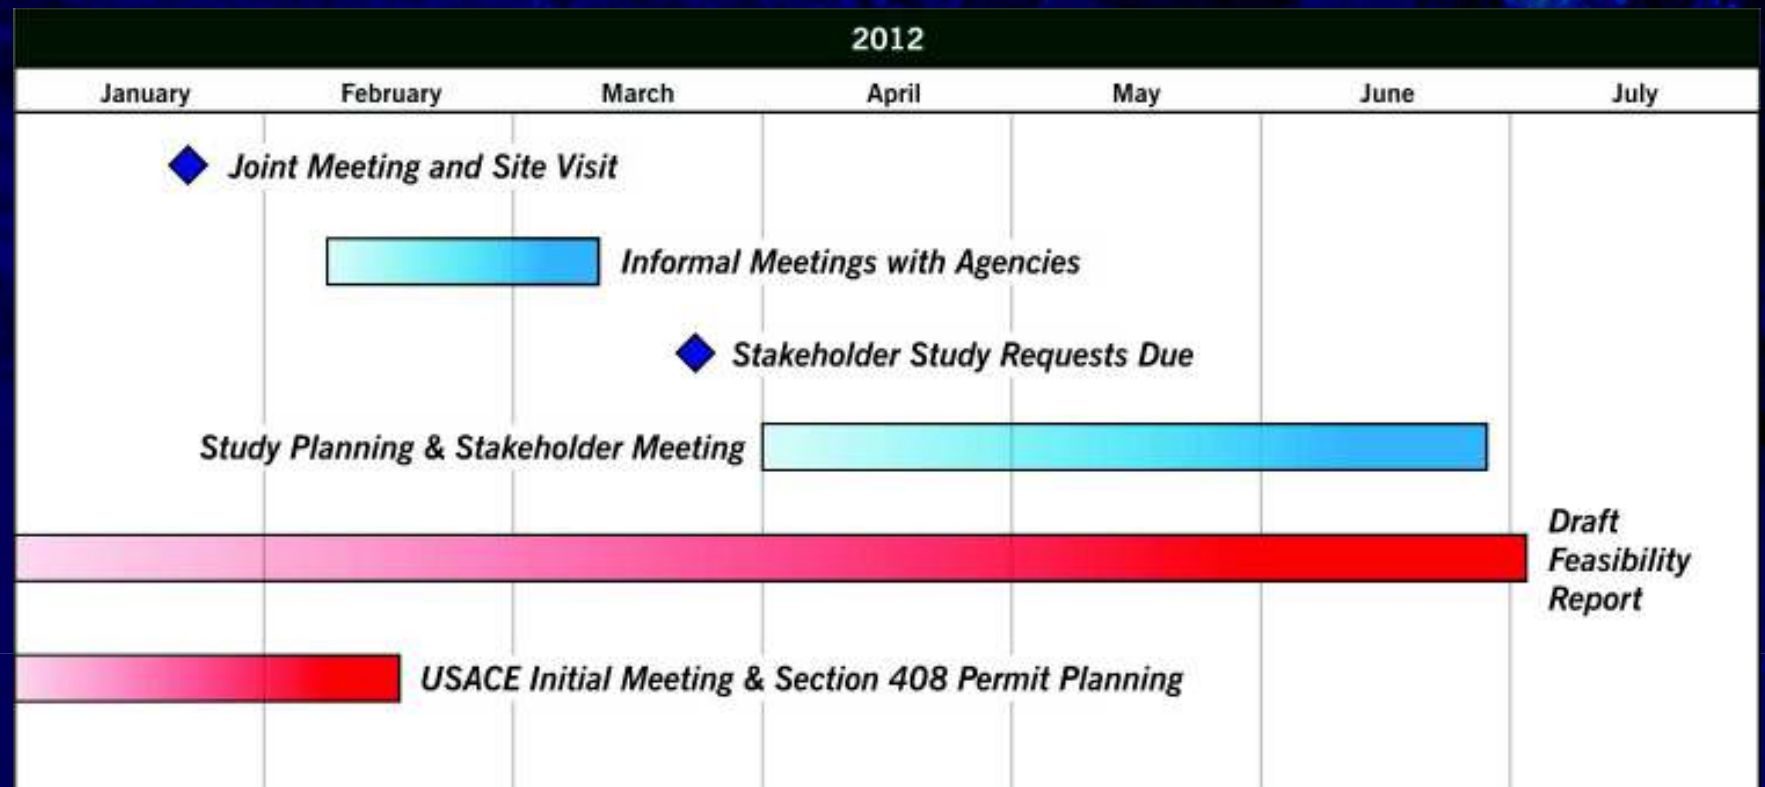 2012
January February March April May June July
Joint Meeting and Site Visit
Informal Meetings with Agencies
Stakeholder Study Requests Due
Study Planning & Stakeholder Meeting
Draft
Feasibility
Report
USACE Initial Meeting & Section 408 Permit Planning